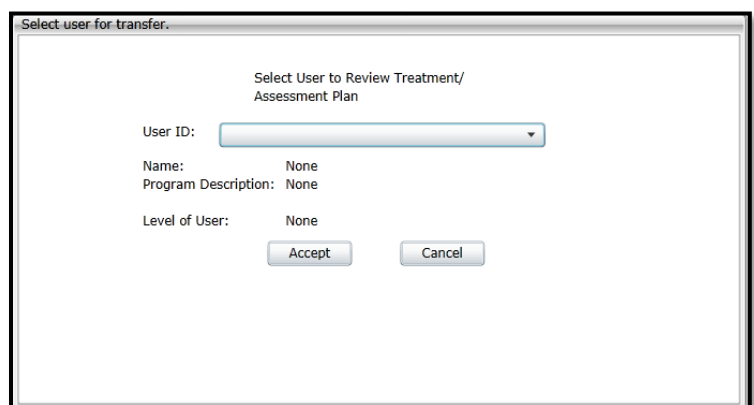 Select user for transfer.
Select User to Review Treatment/
Assessment Plan
User ID:
Name: None
Program Description: None
Level of User: None
Accept Cancel